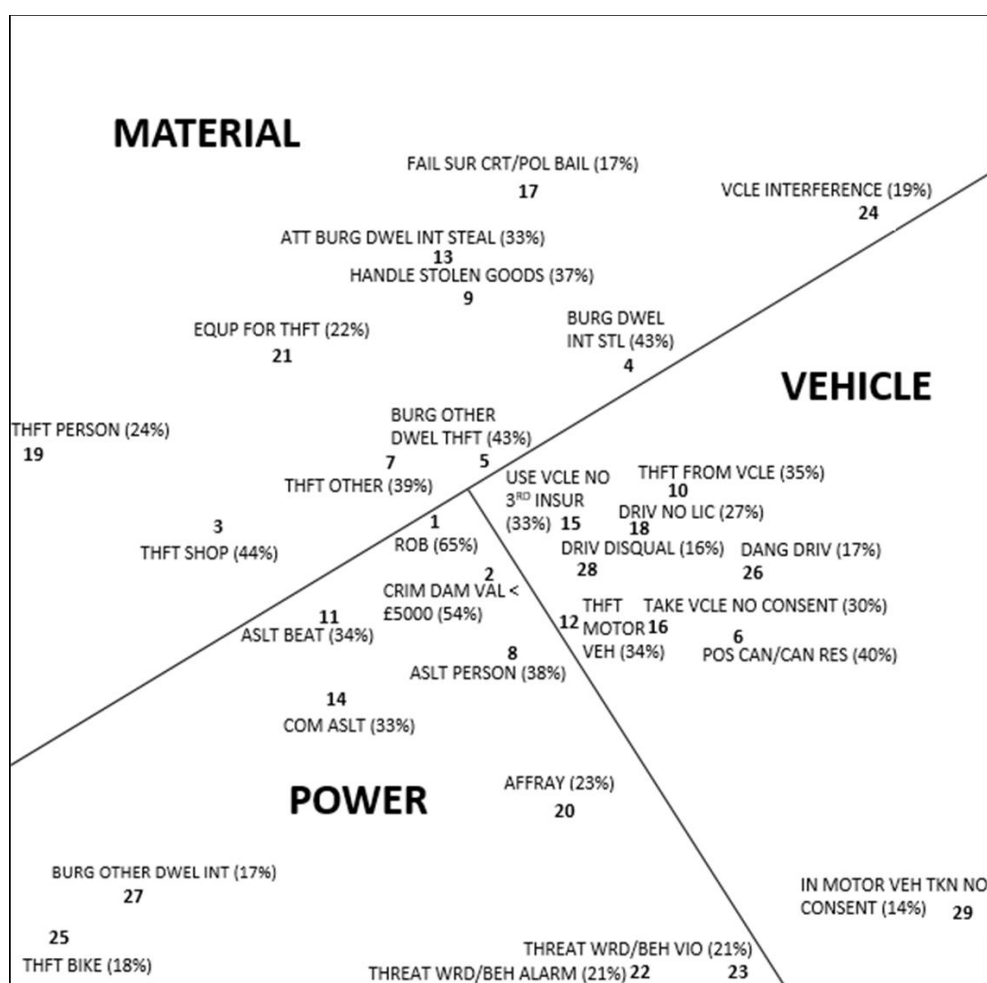 MATERIAL
FAIL SUR CRT/POL BAIL (17%)
17
VCLE INTERFERENCE (19%)
24
ATT BURG DWEL INT STEAL (33%)
13
HANDLE STOLEN GOODS (37%)
9
EQUP FOR THFT (22%)
21
BURG DWEL
INT STL (43%)
4
VEHICLE
THFT PERSON (24%)
19
BURG OTHER
DWEL THFT (43%)
7
5
THFT OTHER (39%)
3
THFT SHOP (44%)
USE VCLE NO
3RD INSUR
(33%) 15
THFT FROM VCLE (35%)
10
DRIV NO LIC (27%)
18
DRIV DISQUAL (16%)
28
DANG DRIV (17%)
26
1
ROB (65%)
2
CRIM DAM VAL <
£5000 (54%)
11
ASLT BEAT (34%)
8
ASLT PERSON (38%)
12
THFT
MOTOR
VEH (34%)
TAKE VCLE NO CONSENT (30%)
16
6
POS CAN/CAN RES (40%)
14
COM ASLT (33%)
POWER
AFFRAY (23%)
20
BURG OTHER DWEL INT (17%)
27
25
THFT BIKE (18%)
IN MOTOR VEH TKN NO
CONSENT (14%) 29
THREAT WRD/BEH VIO (21%)
23
THREAT WRD/BEH ALARM (21%) 22